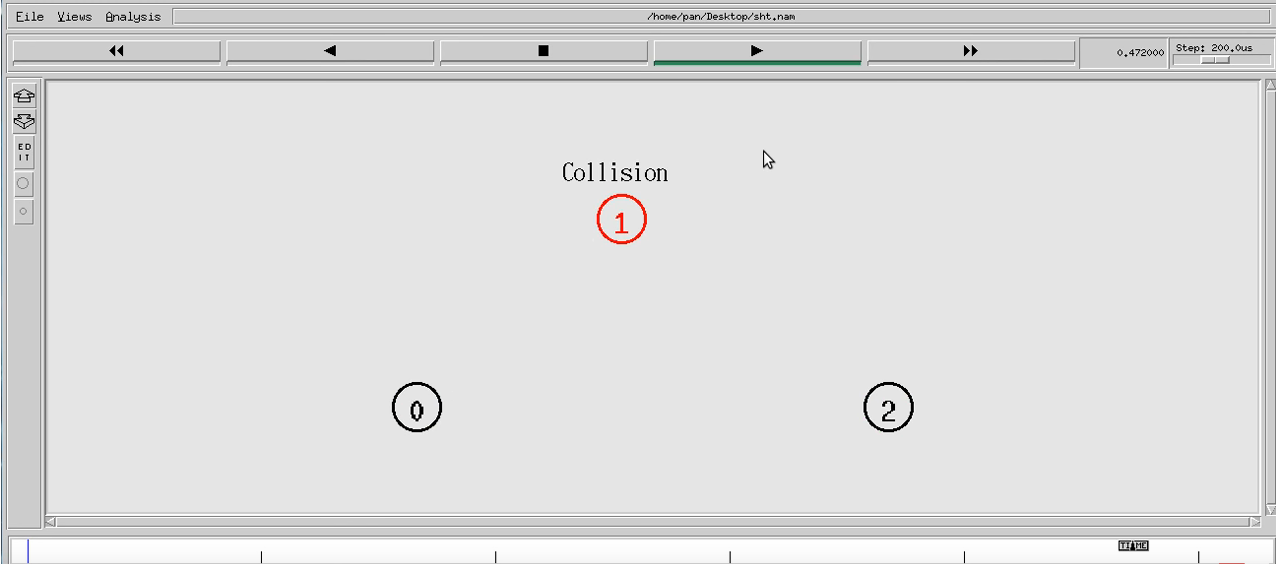 File Views Analysis /home/pan/Desktop/sht.nam
0.472000 Step: 200.0us
ED
IT
Collision
1
0 2
TIME